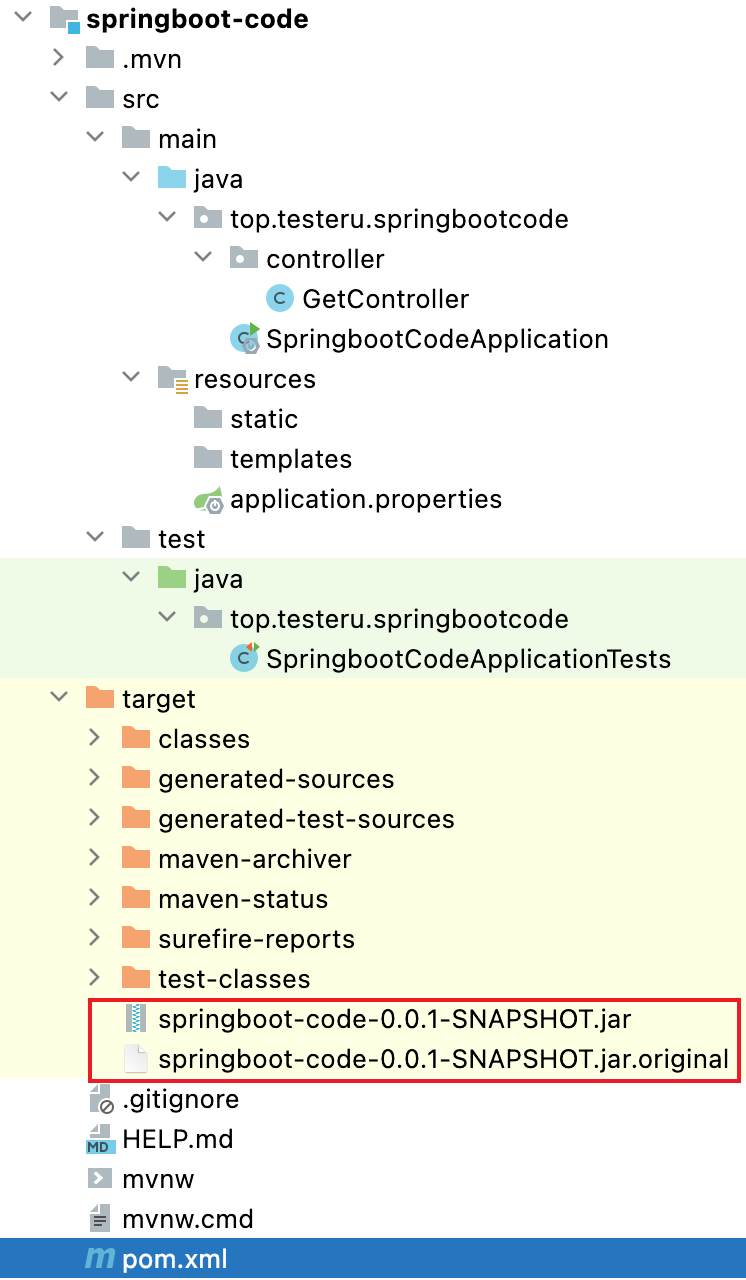 springboot-code
.mvn
src
main
java
top.testeru.springbootcode
controller
C GetController
C SpringbootCodeApplication
resources
static
templates
application.properties
test
java
top.testeru.springbootcode
C SpringbootCodeApplicationTests
target
classes
generated-sources
generated-test-sources
maven-archiver
maven-status
surefire-reports
test-classes
springboot-code-0.0.1-SNAPSHOT.jar
springboot-code-0.0.1-SNAPSHOT.jar.original
.gitignore
MD HELP.md
mvnw
mvnw.cmd
m pom.xml